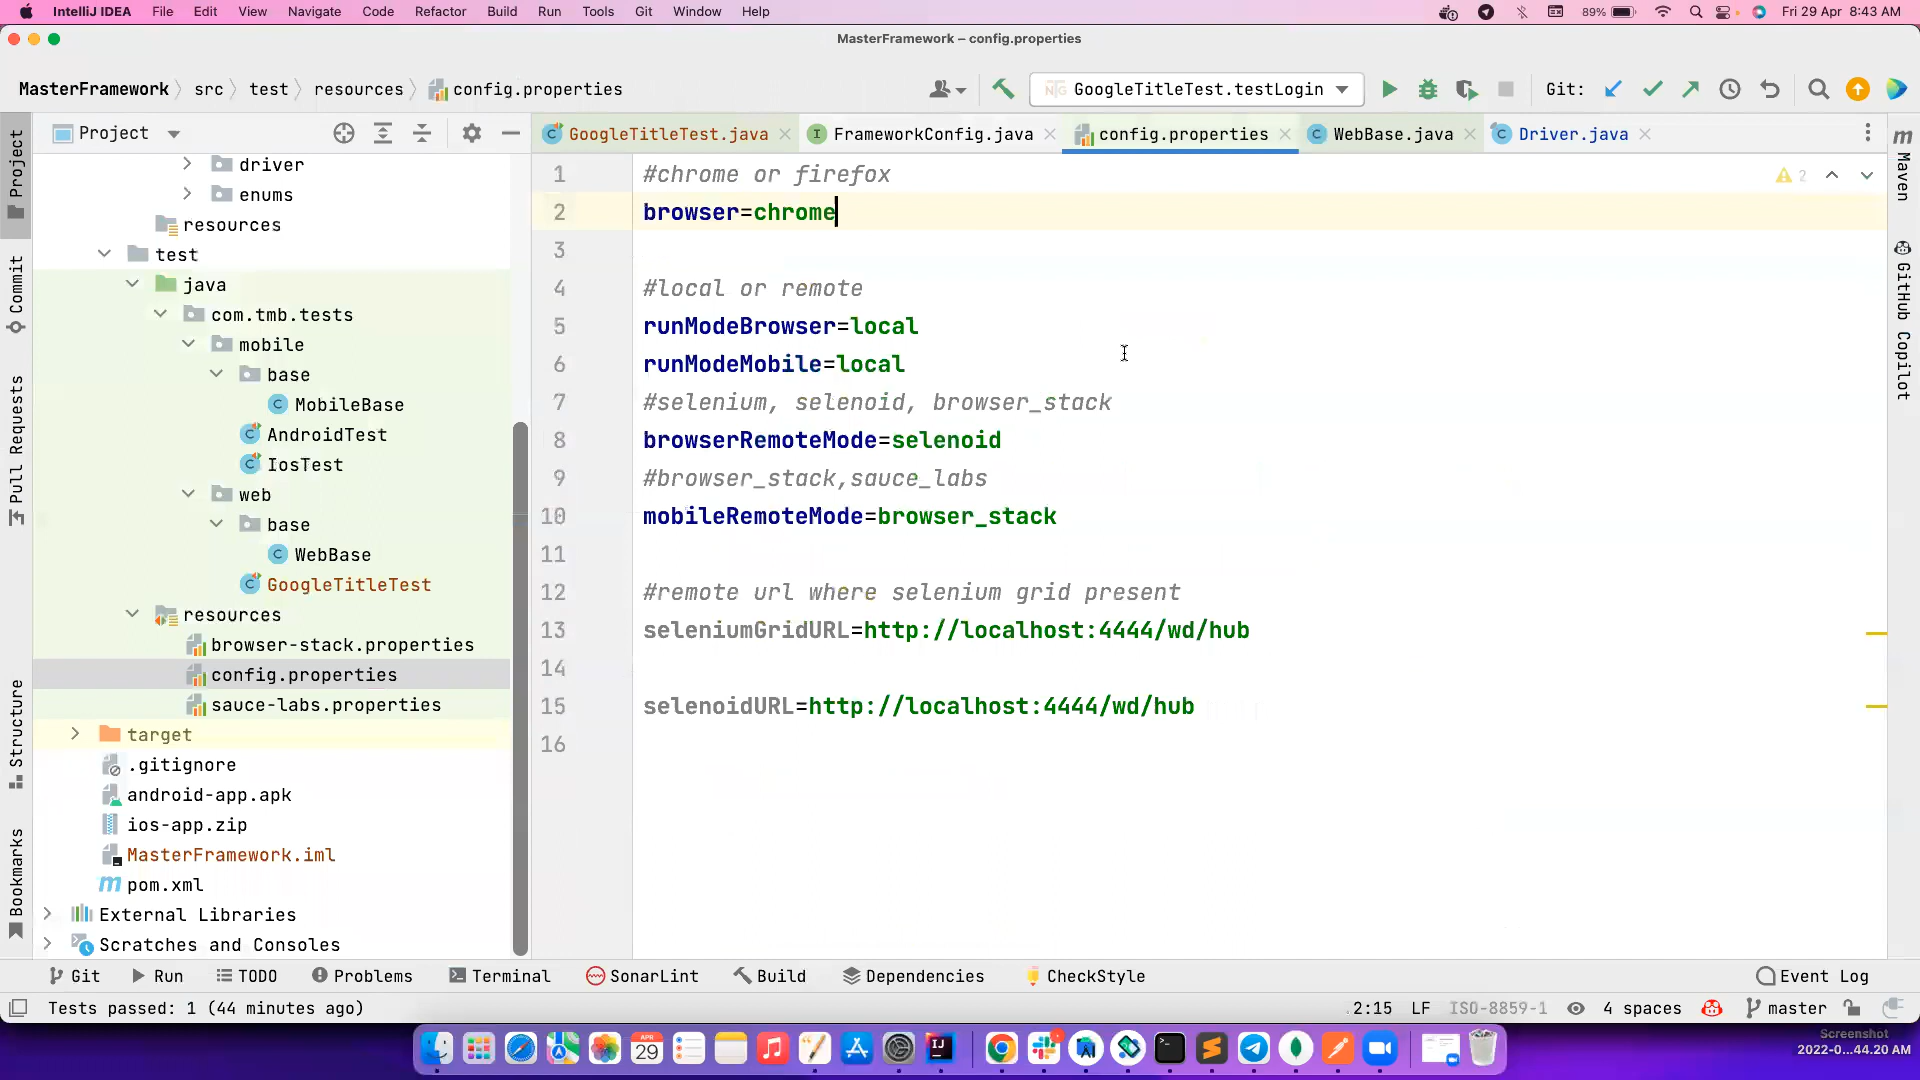 IntelliJ IDEA File Edit View Navigate Code Refactor Build Run Tools Git Window Help 89% Fri 29 Apr 8:43 AM
MasterFramework – config.properties
MasterFramework src test resources config.properties GoogleTitleTest.testLogin Git:
Project GoogleTitleTest.java FrameworkConfig.java config.properties WebBase.java Driver.java
driver
enums
resources
test
java
com.tmb.tests
mobile
base
MobileBase
AndroidTest
IosTest
web
base
WebBase
GoogleTitleTest
resources
browser-stack.properties
config.properties
sauce-labs.properties
target
.gitignore
android-app.apk
ios-app.zip
MasterFramework.iml
pom.xml
External Libraries
Scratches and Consoles
1 #chrome or firefox
2 browser=chrome
3
4 #local or remote
5 runModeBrowser=local
6 runModeMobile=local
7 #selenium, selenoid, browser_stack
8 browserRemoteMode=selenoid
9 #browser_stack,sauce_labs
10 mobileRemoteMode=browser_stack
11
12 #remote url where selenium grid present
13 seleniumGridURL=http://localhost:4444/wd/hub
14
15 selenoidURL=http://localhost:4444/wd/hub
16
2
Project
Commit
Pull Requests
Structure
Bookmarks
Maven
GitHub Copilot
Git Run TODO Problems Terminal SonarLint Build Dependencies CheckStyle Event Log
Tests passed: 1 (44 minutes ago) 2:15 LF ISO-8859-1 4 spaces master
APR
29
Screenshot
2022-0...44.20 AM